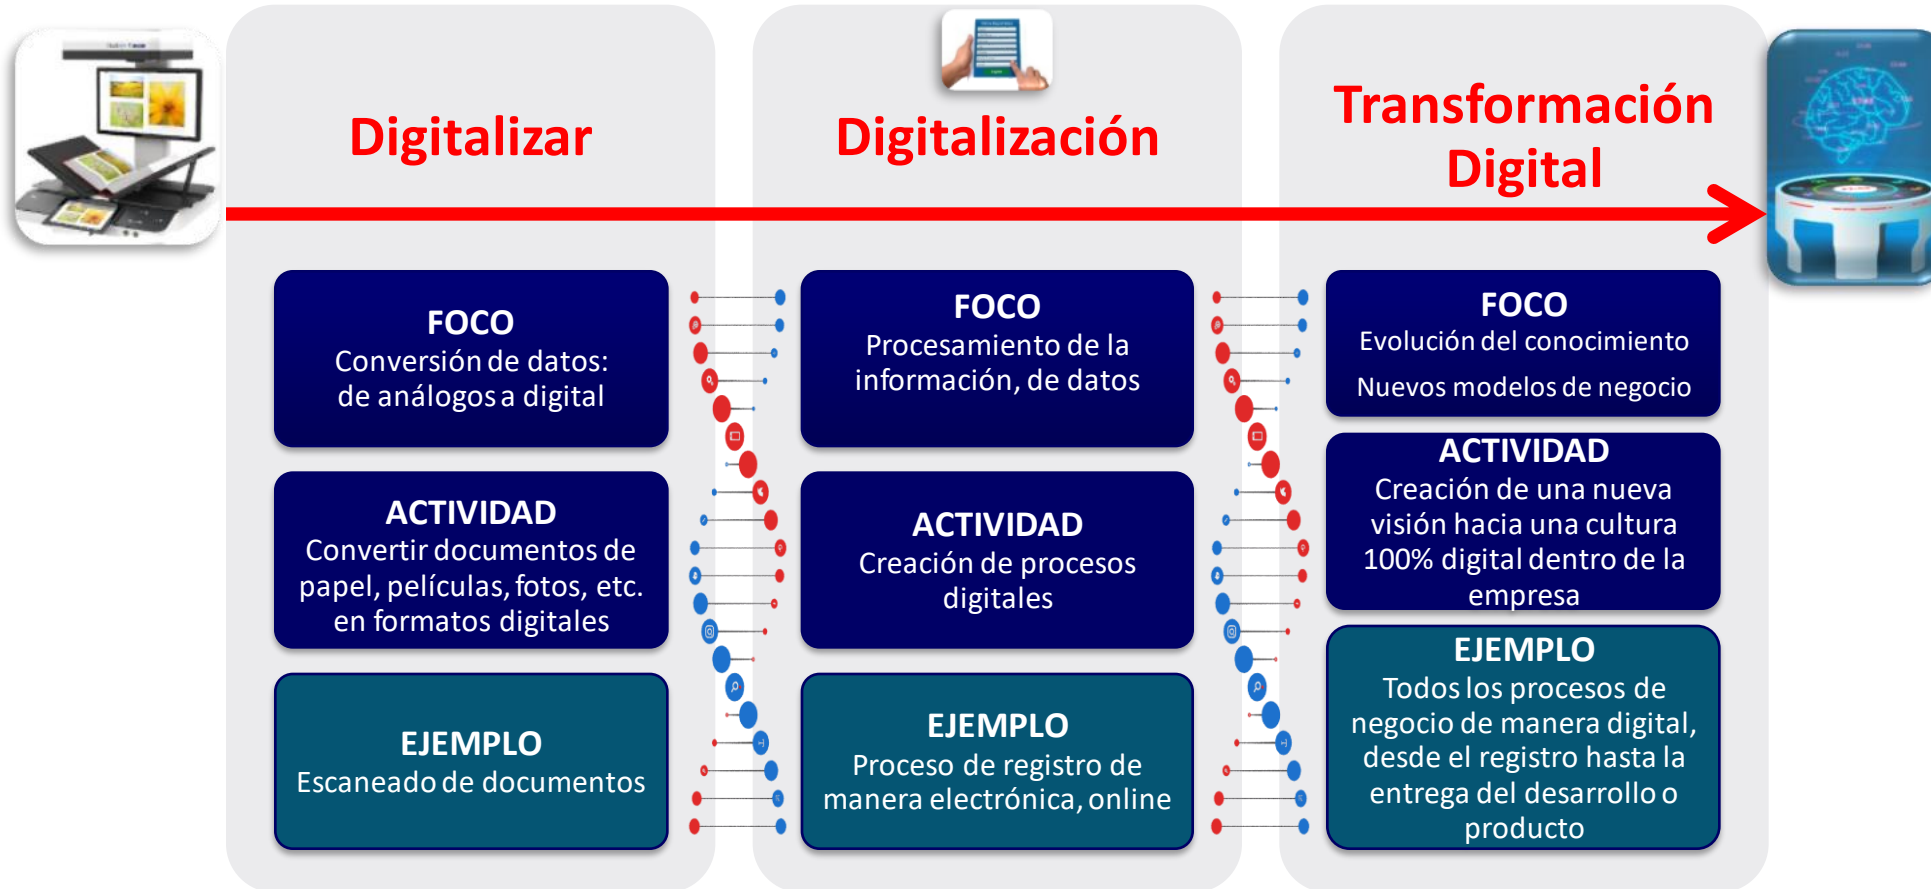 Digitalizar
FOCO
Conversión de datos:
de análogos a digital
ACTIVIDAD
Convertir documentos de
papel, películas, fotos, etc.
en formatos digitales
EJEMPLO
Escaneado de documentos
Digitalización
FOCO
Procesamiento de la
información, de datos
ACTIVIDAD
Creación de procesos
digitales
EJEMPLO
Proceso de registro de
manera electrónica, online
Transformación
Digital
FOCO
Evolución del conocimiento
Nuevos modelos de negocio
ACTIVIDAD
Creación de una nueva
visión hacia una cultura
100% digital dentro de la
empresa
EJEMPLO
Todos los procesos de
negocio de manera digital,
desde el registro hasta la
entrega del desarrollo o
producto